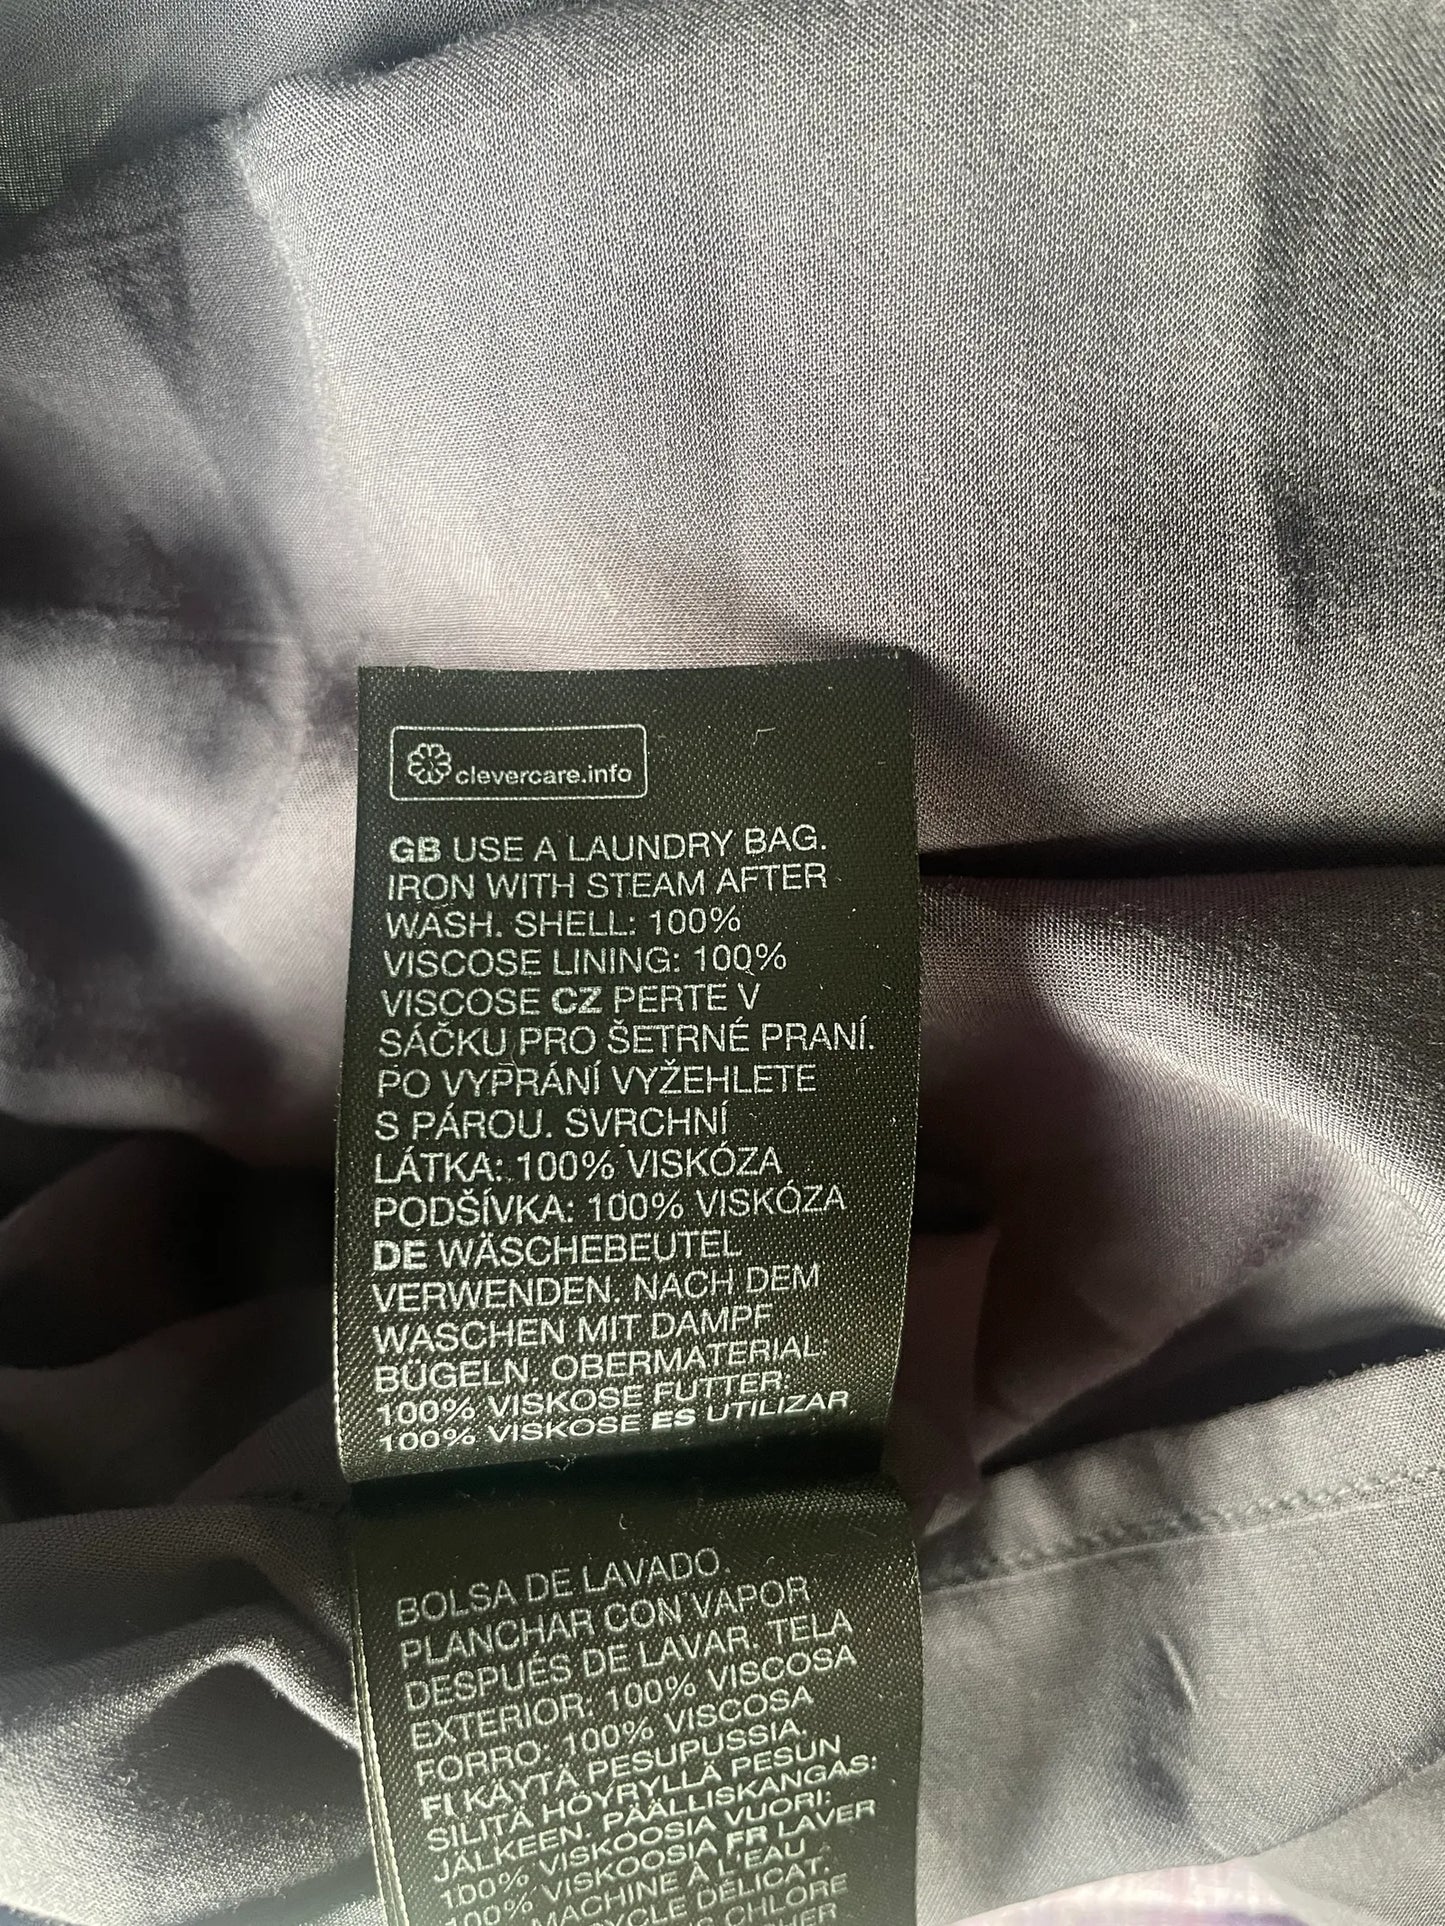 clevercare.info
GB USE A LAUNDRY BAG.
IRON WITH STEAM AFTER
WASH. SHELL: 100%
VISCOSE LINING: 100%
VISCOSE CZ PERTE V
SÁČKU PRO ŠETRNÉ PRANÍ.
PO VYPRÁNÍ VYŽEHLETE
S PÁROU. SVRCHNÍ
LÁTKA: 100% VISKÓZA
PODŠÍVKA: 100% VISKÓZA
DE WÄSCHEBEUTEL
VERWENDEN. NACH DEM
WASCHEN MIT DAMPF
BÜGELN. OBERMATERIAL:
100% VISKOSE FUTTER:
100% VISKOSE ES UTILIZAR
BOLSA DE LAVADO.
PLANCHAR CON VAPOR
DESPUÉS DE LAVAR. TELA
EXTERIOR: 100% VISCOSA
FORRO: 100% VISCOSA
FI KÄYTÄ PESUPUSSIA.
SILITÄ HÖYRYLLÄ PESUN
JÄLKEEN. PÄÄLLISKANGAS:
100% VISKOOSIA VUORI:
100% VISKOOSIA FR LAVER
MACHINE À L'EAU
DÉLICAT.
CHLORE